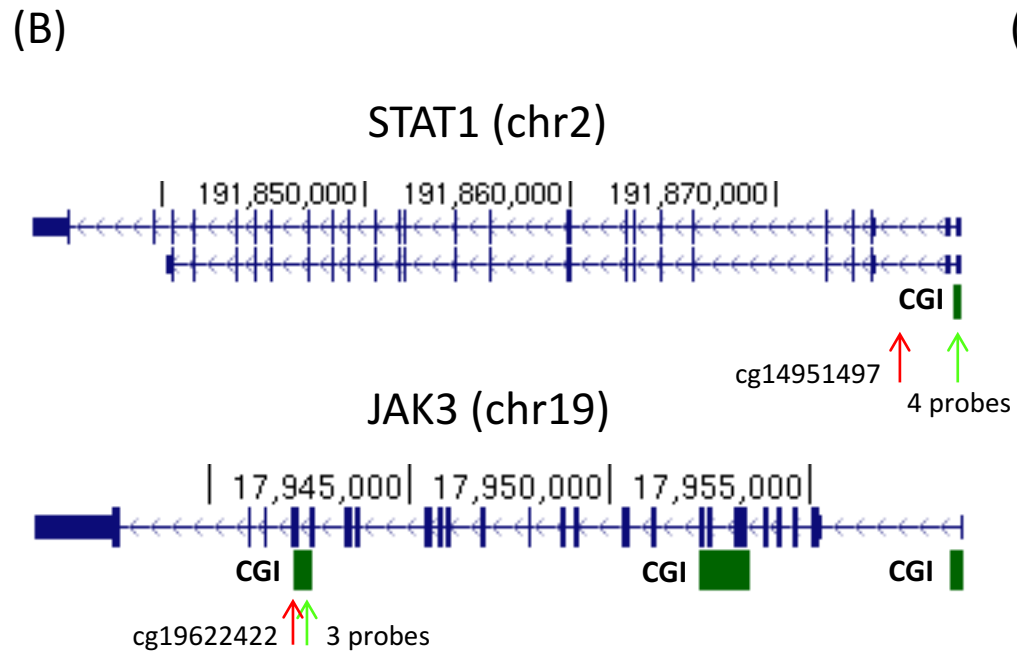 (B)
STAT1 (chr2)
| 191,850,000| 191,860,000| 191,870,000|
CGI
cg14951497
4 probes
JAK3 (chr19)
| 17,945,000| 17,950,000| 17,955,000|
CGI CGI CGI
cg19622422 3 probes